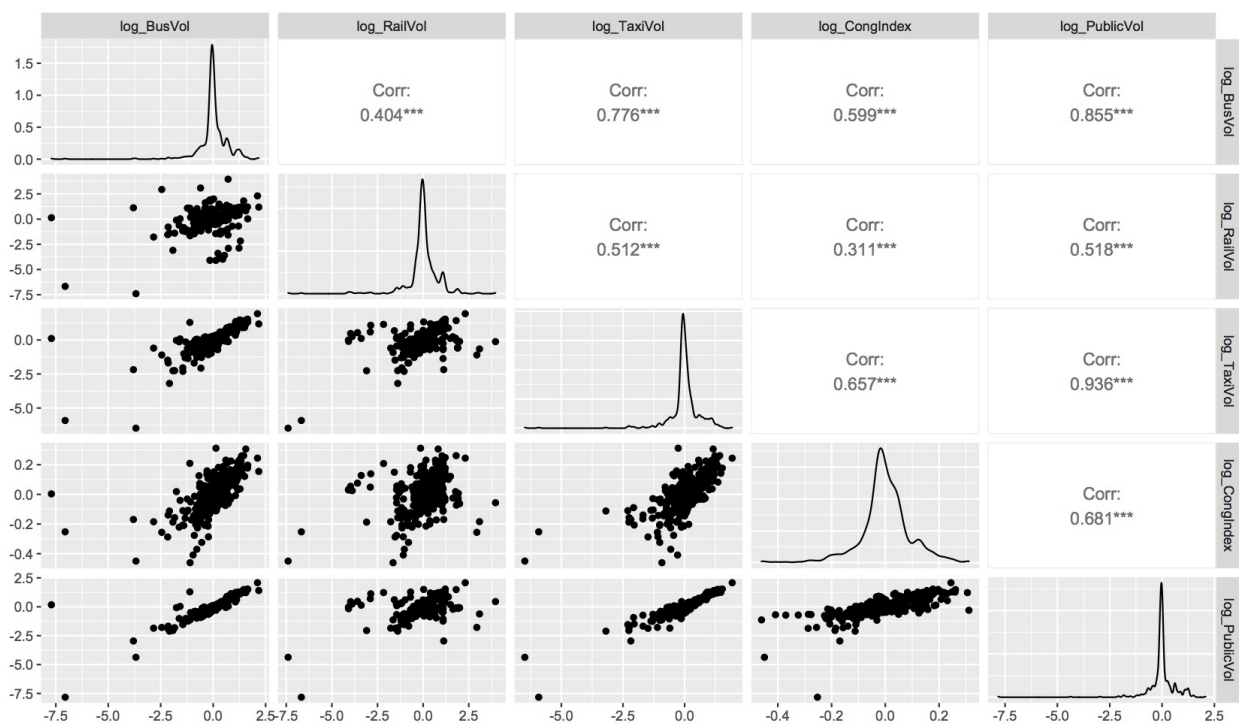 log_BusVol
log_RailVol
log_TaxiVol
log_CongIndex
log_PublicVol
1.5
1.0
0.5
0.0
Corr:
0.404***
Corr:
0.776***
Corr:
0.599***
Corr:
0.855***
log_BusVol
2.5
0.0
-2.5
-5.0
-7.5
Corr:
0.512***
Corr:
0.311***
Corr:
0.518***
log_RailVol
0.0
-2.5
-5.0
Corr:
0.657***
Corr:
0.936***
log_TaxiVol
0.2
0.0
-0.2
-0.4
Corr:
0.681***
log_CongIndex
2.5
0.0
-2.5
-5.0
-7.5
log_PublicVol
-7.5 -5.0 -2.5 0.0 2.5 -7.5 -5.0 -2.5 0.0 2.5 -5.0 -2.5 0.0 -0.4 -0.2 0.0 0.2 -7.5 -5.0 -2.5 0.0 2.5